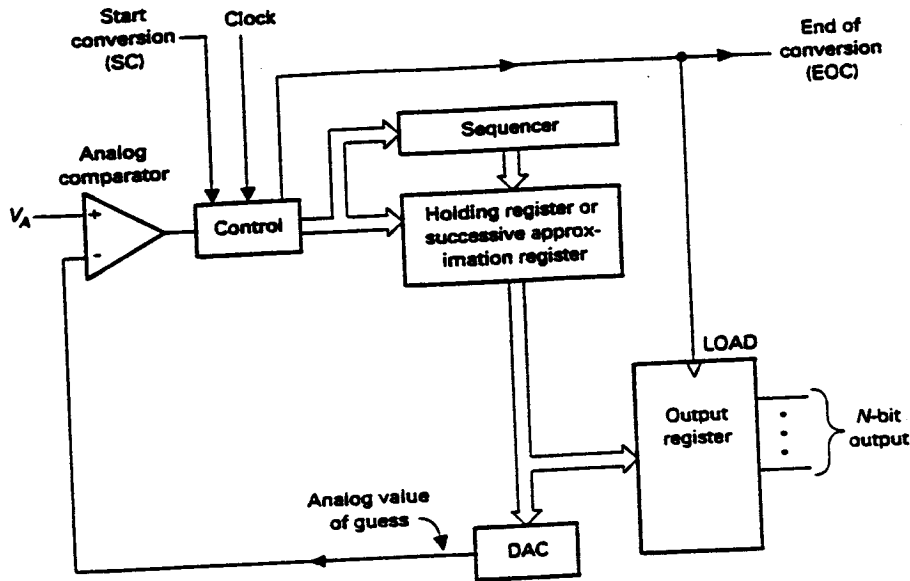 Start
conversion
(SC)
Clock
End of
conversion
(EOC)
Sequencer
Analog
comparator
VA
+
-
Control
Holding register or
successive approx-
imation register
LOAD
Output
register
N-bit
output
Analog value
of guess
DAC